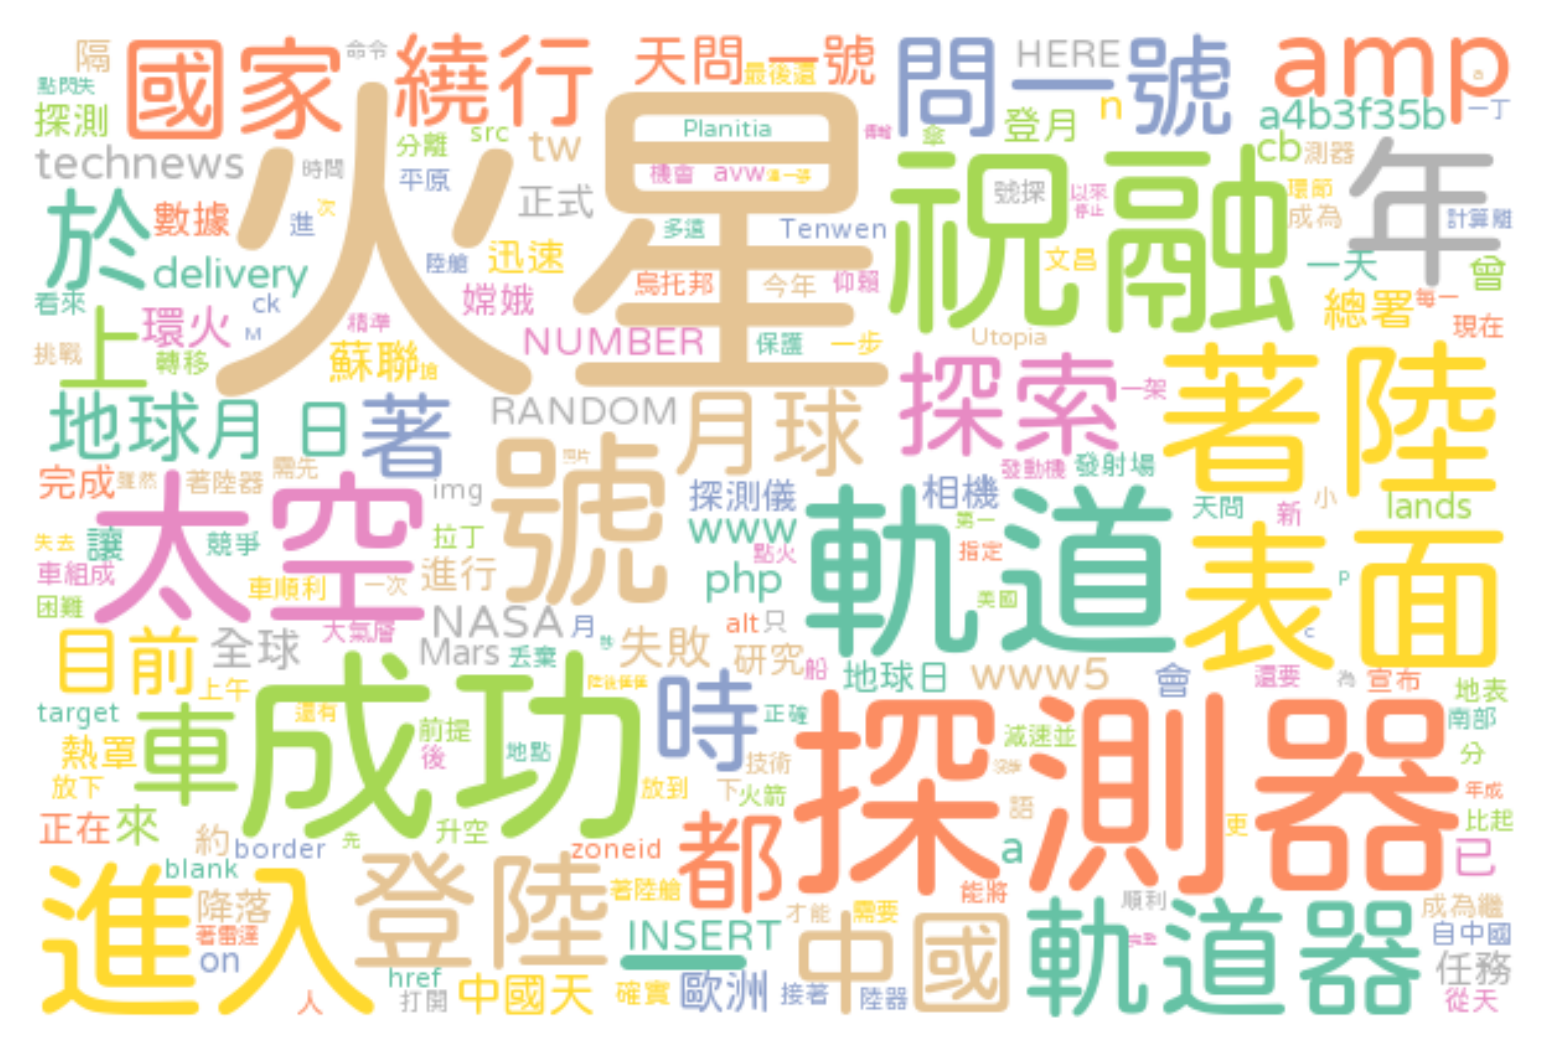 隔 國家 命令 繞行 天問一號 最後還 問一號 HERE amp a
點閃失 探測 分離 src tw Planitia 傳輸 傘 登月 n a4b3f35b 一丁
technews 時間 平原 正式 機會 avw 號探 以來 停止 cb 測器 年
火星 祝融 環節 成為 計算離
於 數據 進 次 陸艙 迅速 多遠 Tenwen 文昌 一天 曾
delivery 嫦娥 烏托邦 今年 仰賴 總署 每一 現在
看來 上 環火 ck M 精準 NUMBER 保護 一步 Utopia
挑戰 轉移 蘇聯 探索 一架 著陸
地球月 日 著 RANDOM 月球
完成 雖然 著陸器 需先 img 號 照片 探測儀 相機 發動機 發射場
太空 www 軌道 第一 天問 新 小 lands
失去 讓 競爭 拉丁 點火 指定 表面
車組成 車順利 一次 進行 php 美國 P
困難 大氣層 NASA 月 alt 只 c
目前 全球 Mars 丟棄 失敗 研究 船 地球日 www5 會 還要 為 宣布 地表
上午 成功 時 探測器
target 還有 前提 正確 南部
熱罩 車 後 地點 技術 減速並 分
放下 放到 下 火箭 語 年成
正在 來 約 升空 都 更 比起
border 先 zoneid a 已
進入 blank 登陸 著陸艙 能將
降落 才能 需要 順利 成為繼
著雷達 on INSERT 中國 軌道器 自中國
href 中國天 確實 歐洲 接著 陸器 任務
人 打開 從天